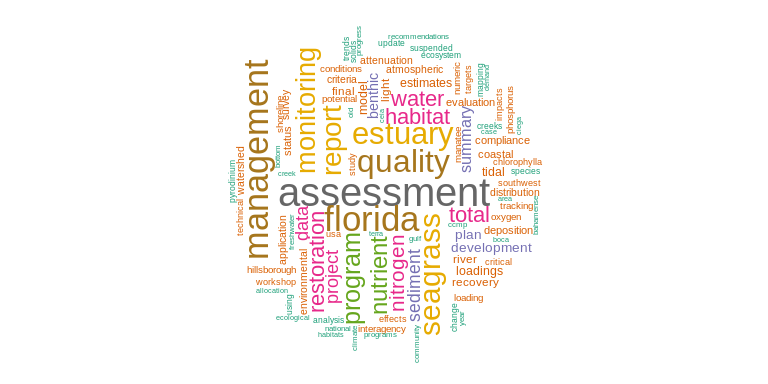 recommendations
update
suspended
ecosystem
trends
solids
progress
attenuation
conditions
atmospheric
criteria
estimates
numeric
targets
mapping
demand
final
potential
model
benthic
light
water
evaluation
impacts
phosphorus
ciega
management
monitoring
report
old
ceia
habitat
shoreline
survey
status
estuary
summary
creeks
case
compliance
manatee
coastal
bottom
watershed
pyrodinium
creek
study
quality
tidal
chlorophylla
species
southwest
assessment
distribution
area
tracking
bahamense
technical
application
freshwater
data
florida
total
oxygen
usa
terra
gulf
ccmp
boca
deposition
restoration
project
program
nutrient
nitrogen
sediment
seagrass
plan
development
river
critical
hillsborough
environmental
loadings
workshop
recovery
allocation
using
loading
change
year
ecological
analysis
effects
national
interagency
habitats
climate
programs
community